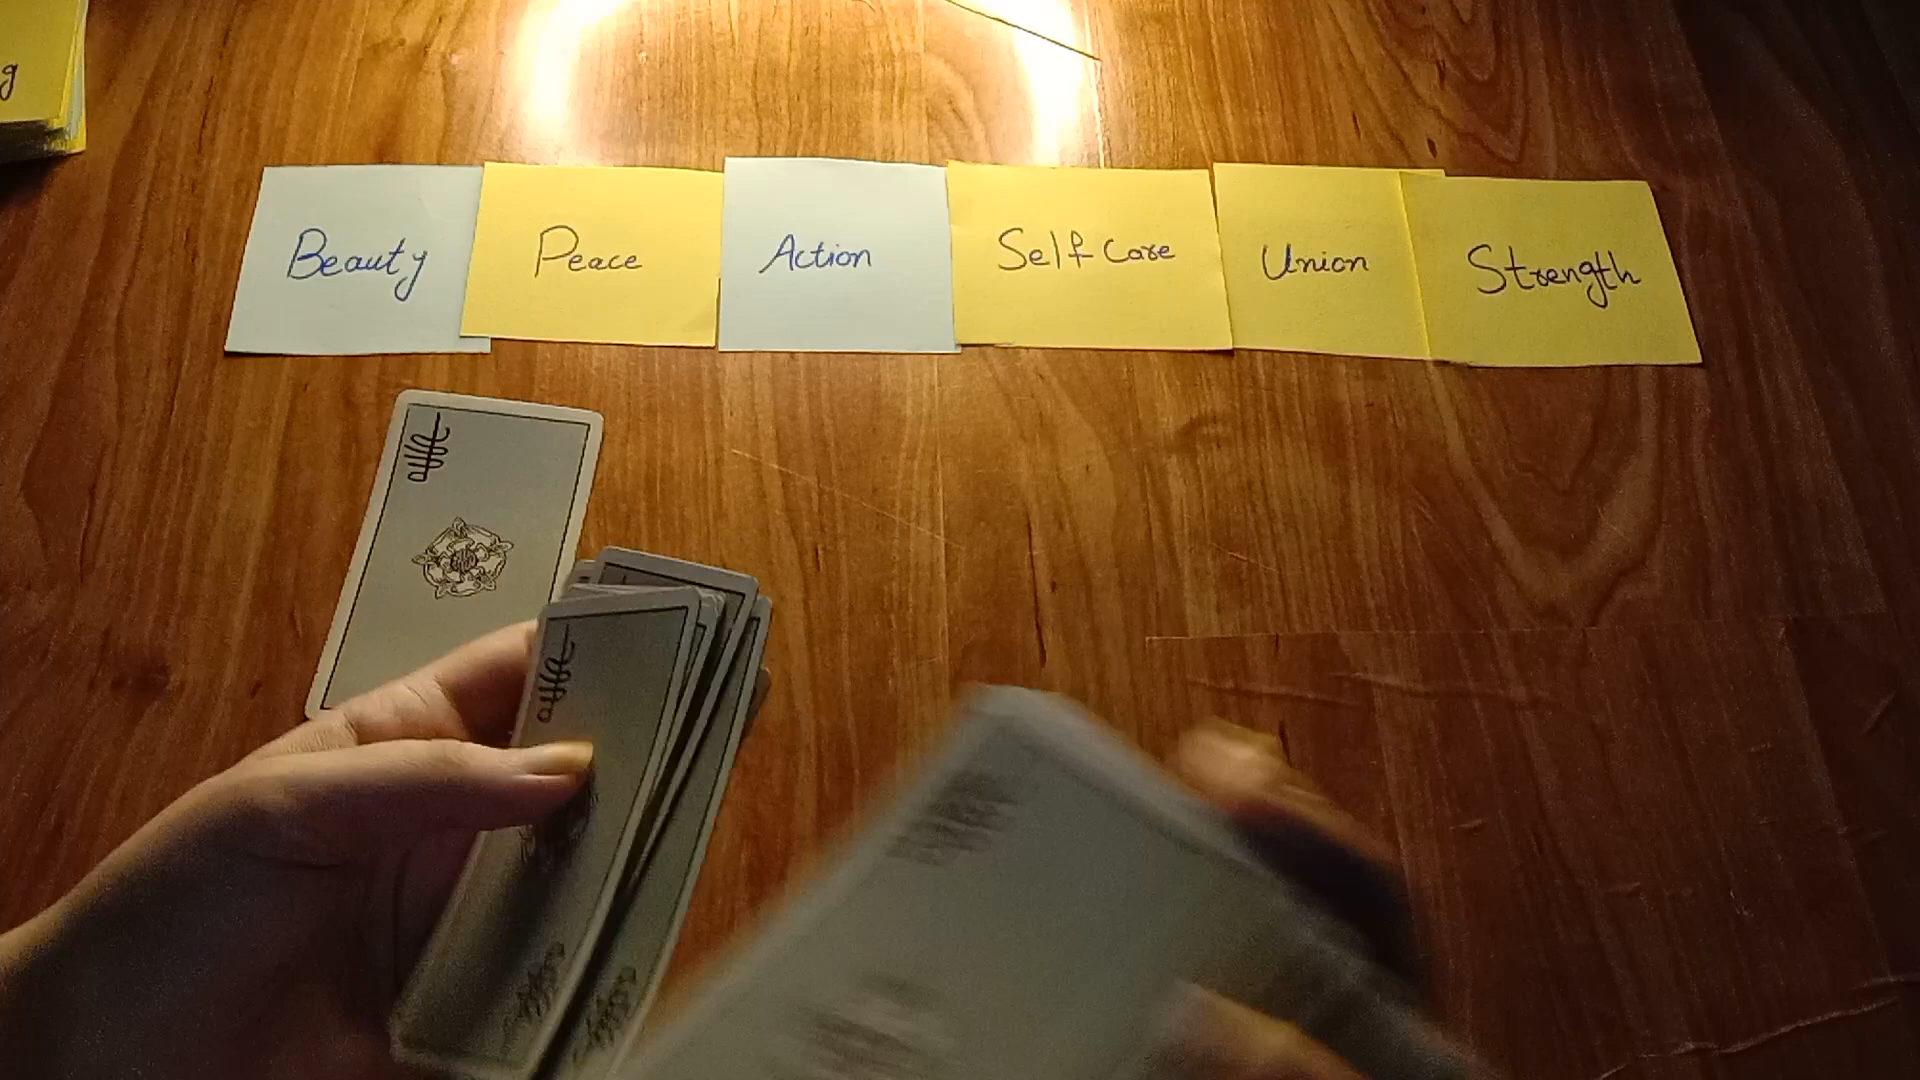 g
Beauty
Peace
Action
Self Care
Union
Strength